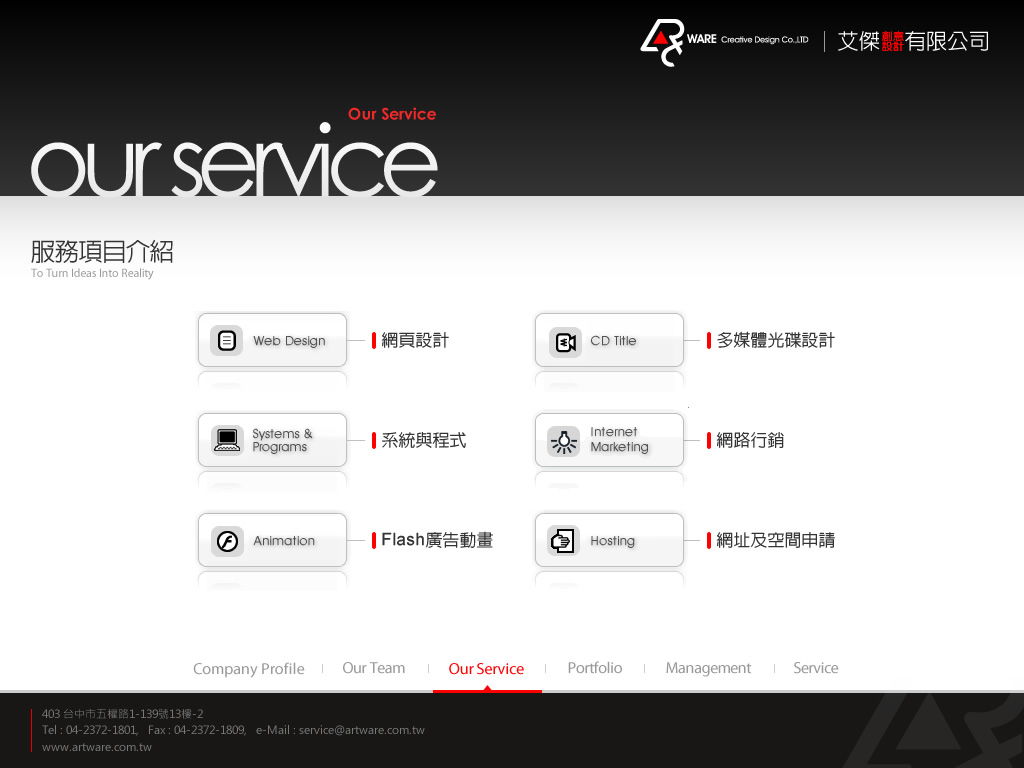 ARt WARE Creative Design Co.,LTD
艾傑創意設計有限公司
Our Service
our service
服務項目介紹
To Turn Ideas Into Reality
Web Design
網頁設計
CD Title
多媒體光碟設計
Systems &
Programs
系統與程式
Internet
Marketing
網路行銷
Animation
Flash廣告動畫
Hosting
網址及空間申請
Company Profile
Our Team
Our Service
Portfolio
Management
Service
403 台中市五權路1-139號13樓-2
Tel : 04-2372-1801, Fax : 04-2372-1809, e-Mail : service@artware.com.tw
www.artware.com.tw